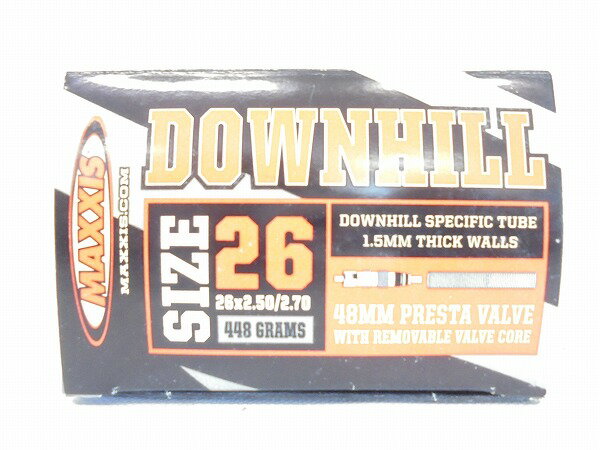 MAXXIS
MAXXIS.COM
DOWNHILL
SIZE
26
26x2.50/2.70
448 GRAMS
DOWNHILL SPECIFIC TUBE
1.5MM THICK WALLS
48MM PRESTA VALVE
WITH REMOVABLE VALVE CORE